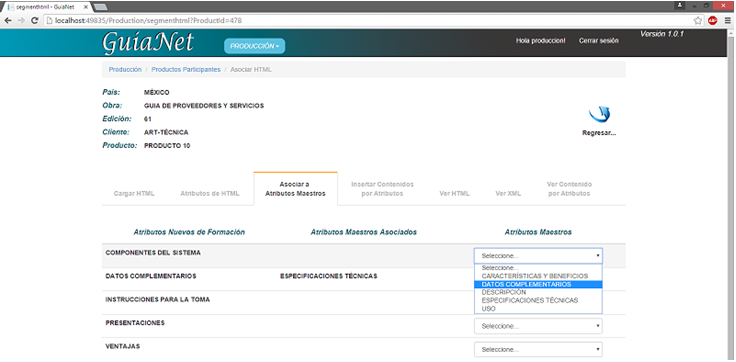 segmenthtml - GuiaNet
localhost:49835/Production/segmenthtml?ProductId=478
ABP
GuíaNet
PRODUCCIÓN
Hola produccion!
Cerrar sesión
Versión 1.0.1
Producción / Productos Participantes / Asociar HTML
País: MÉXICO
Obra: GUIA DE PROVEEDORES Y SERVICIOS
Edición: 61
Cliente: ART-TÉCNICA
Producto: PRODUCTO 10
Regresar...
Cargar HTML
Atributos de HTML
Asociar a
Atributos Maestros
Insertar Contenidos
por Atributos
Ver HTML
Ver XML
Ver Contenido
por Atributos
Atributos Nuevos de Formación
Atributos Maestros Asociados
Atributos Maestros
COMPONENTES DEL SISTEMA
Seleccione...
Seleccione...
CARACTERÍSTICAS Y BENEFICIOS
DATOS COMPLEMENTARIOS
DESCRIPCIÓN
ESPECIFICACIONES TÉCNICAS
USO
DATOS COMPLEMENTARIOS
ESPECIFICACIONES TÉCNICAS
INSTRUCCIONES PARA LA TOMA
PRESENTACIONES
Seleccione...
VENTAJAS
Seleccione...